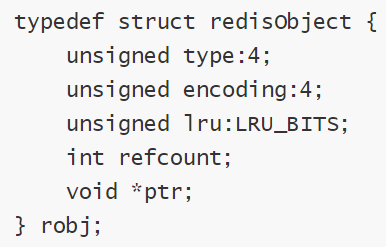 typedef struct redisObject {
    unsigned type:4;
    unsigned encoding:4;
    unsigned lru:LRU_BITS;
    int refcount;
    void *ptr;
} robj;